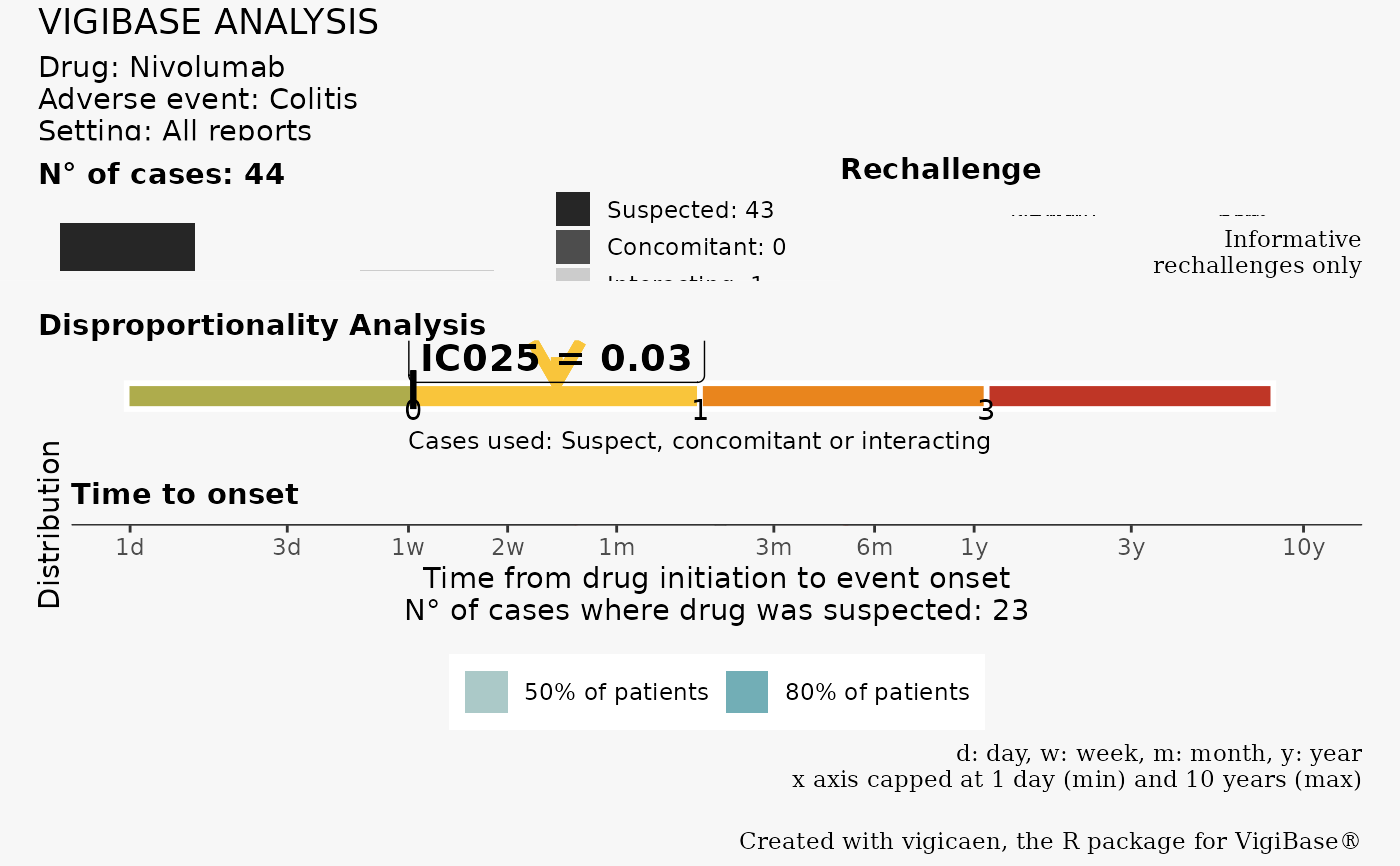 VIGIBASE ANALYSIS
Drug: Nivolumab
Adverse event: Colitis
Setting: All reports
N° of cases: 44
Suspected: 43
Concomitant: 0
Interacting: 1
Rechallenge
Informative
rechallenges only
Disproportionality Analysis
IC025 = 0.03
0 1 3
Cases used: Suspect, concomitant or interacting
Distribution
Time to onset
1d 3d 1w 2w 1m 3m 6m 1y 3y 10y
Time from drug initiation to event onset
N° of cases where drug was suspected: 23
50% of patients 80% of patients
d: day, w: week, m: month, y: year
x axis capped at 1 day (min) and 10 years (max)
Created with vigicaen, the R package for VigiBase®